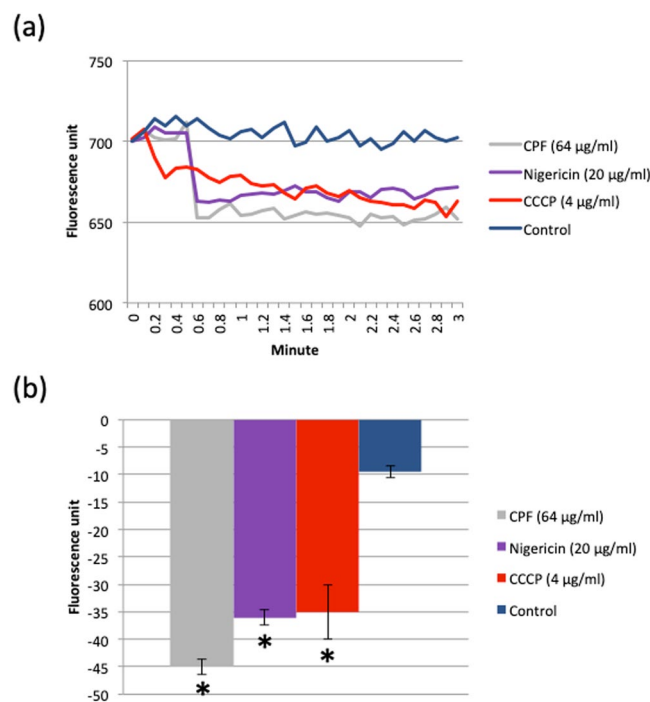 (a)
750
700
650
600
Fluorescence unit
0 0.2 0.4 0.6 0.8 1 1.2 1.4 1.6 1.8 2 2.2 2.4 2.6 2.8 3
Minute
CPF (64 µg/ml)
Nigericin (20 µg/ml)
CCCP (4 µg/ml)
Control
(b)
0
-5
-10
-15
-20
-25
-30
-35
-40
-45
-50
Fluorescence unit
* * *
CPF (64 µg/ml)
Nigericin (20 µg/ml)
CCCP (4 µg/ml)
Control